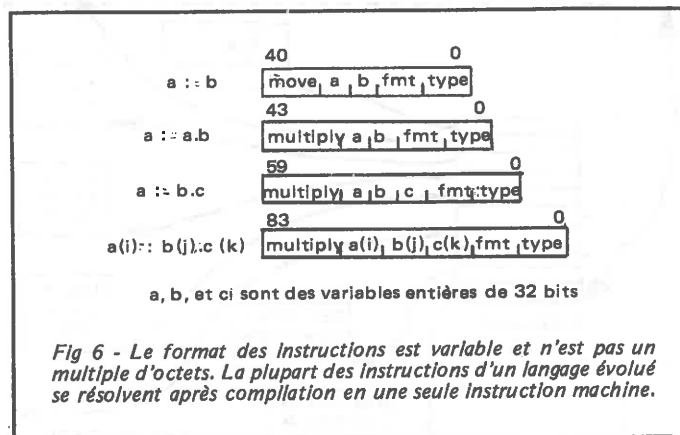 40 0
a := b move a b fmt type
43 0
a := a.b multiply a b fmt type
59 0
a := b.c multiply a b c fmt type
83 0
a(i):= b(j).c (k) multiply a(i) b(j) c(k) fmt type
a, b, et ci sont des variables entières de 32 bits
Fig 6 - Le format des instructions est variable et n'est pas un
multiple d'octets. La plupart des instructions d'un langage évolué
se résolvent après compilation en une seule instruction machine.